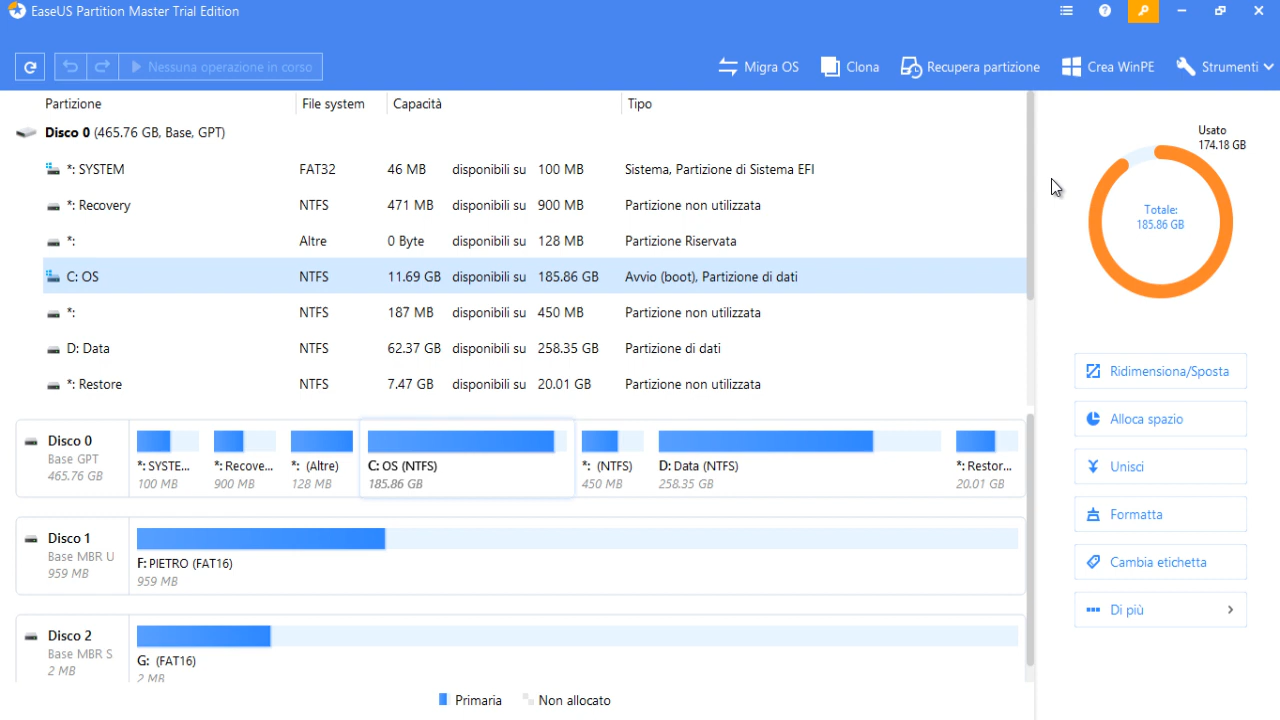 EaseUS Partition Master Trial Edition
Nessuna operazione in corso
Migra OS
Clona
Recupera partizione
Crea WinPE
Strumenti
Partizione File system Capacità Tipo
Disco 0 (465.76 GB, Base, GPT)
*: SYSTEM FAT32 46 MB disponibili su 100 MB Sistema, Partizione di Sistema EFI
*: Recovery NTFS 471 MB disponibili su 900 MB Partizione non utilizzata
*: Altre 0 Byte disponibili su 128 MB Partizione Riservata
C: OS NTFS 11.69 GB disponibili su 185.86 GB Avvio (boot), Partizione di dati
*: NTFS 187 MB disponibili su 450 MB Partizione non utilizzata
D: Data NTFS 62.37 GB disponibili su 258.35 GB Partizione di dati
*: Restore NTFS 7.47 GB disponibili su 20.01 GB Partizione non utilizzata
Disco 0
Base GPT
465.76 GB
*: SYSTE...
100 MB
*: Recove...
900 MB
*: (Altre)
128 MB
C: OS (NTFS)
185.86 GB
*: (NTFS)
450 MB
D: Data (NTFS)
258.35 GB
*: Restor...
20.01 GB
Disco 1
Base MBR U
959 MB
F: PIETRO (FAT16)
959 MB
Disco 2
Base MBR S
2 MB
G: (FAT16)
2 MB
Primaria
Non allocato
Usato
174.18 GB
Totale:
185.86 GB
Ridimensiona/Sposta
Alloca spazio
Unisci
Formatta
Cambia etichetta
Di più